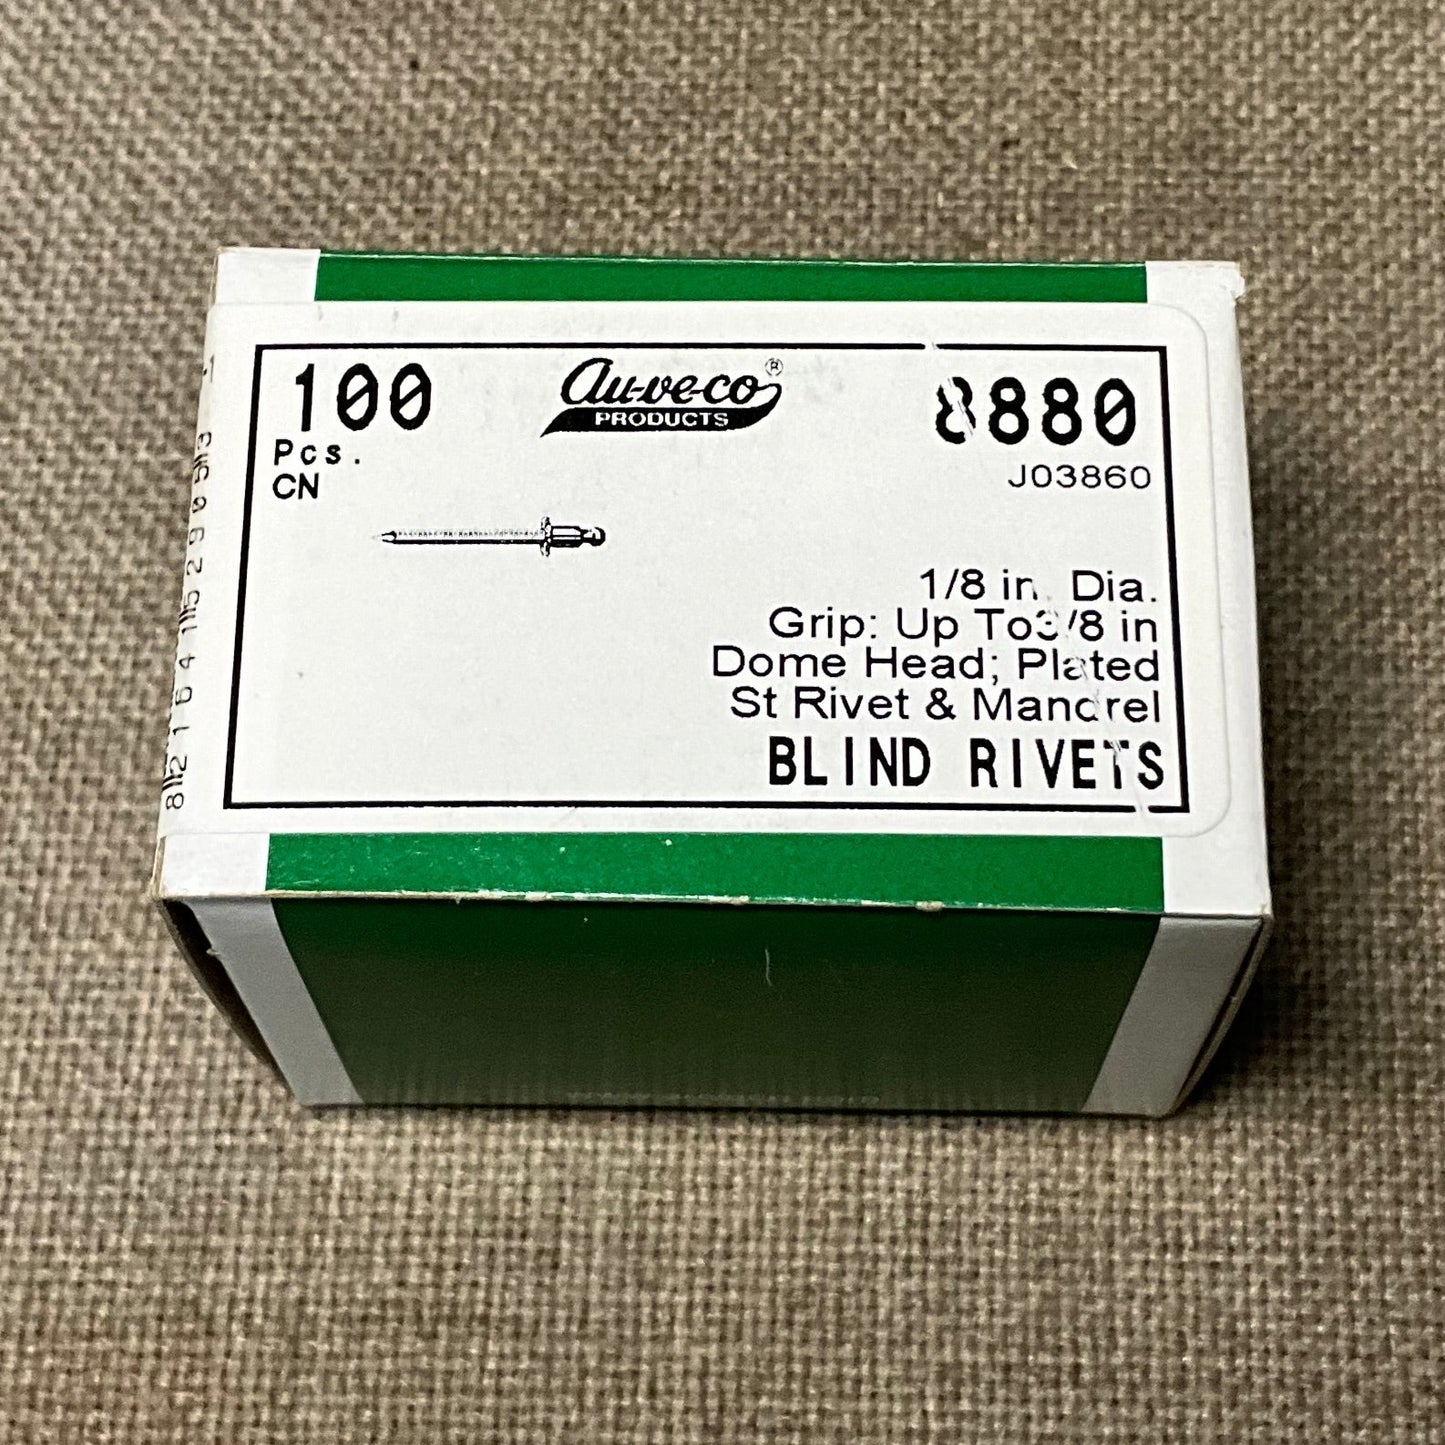 100
Pcs.
CN
au-ve-co®
PRODUCTS
8880
J03860
1/8 in. Dia.
Grip: Up To3/8 in
Dome Head; Plated
St Rivet & Mandrel
BLIND RIVETS